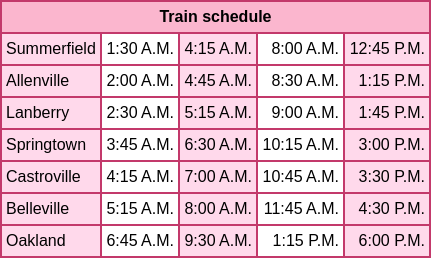 Train schedule
Summerfield 1:30 A.M. 4:15 A.M. 8:00 A.M. 12:45 P.M.
Allenville 2:00 A.M. 4:45 A.M. 8:30 A.M. 1:15 P.M.
Lanberry 2:30 A.M. 5:15 A.M. 9:00 A.M. 1:45 P.M.
Springtown 3:45 A.M. 6:30 A.M. 10:15 A.M. 3:00 P.M.
Castroville 4:15 A.M. 7:00 A.M. 10:45 A.M. 3:30 P.M.
Belleville 5:15 A.M. 8:00 A.M. 11:45 A.M. 4:30 P.M.
Oakland 6:45 A.M. 9:30 A.M. 1:15 P.M. 6:00 P.M.